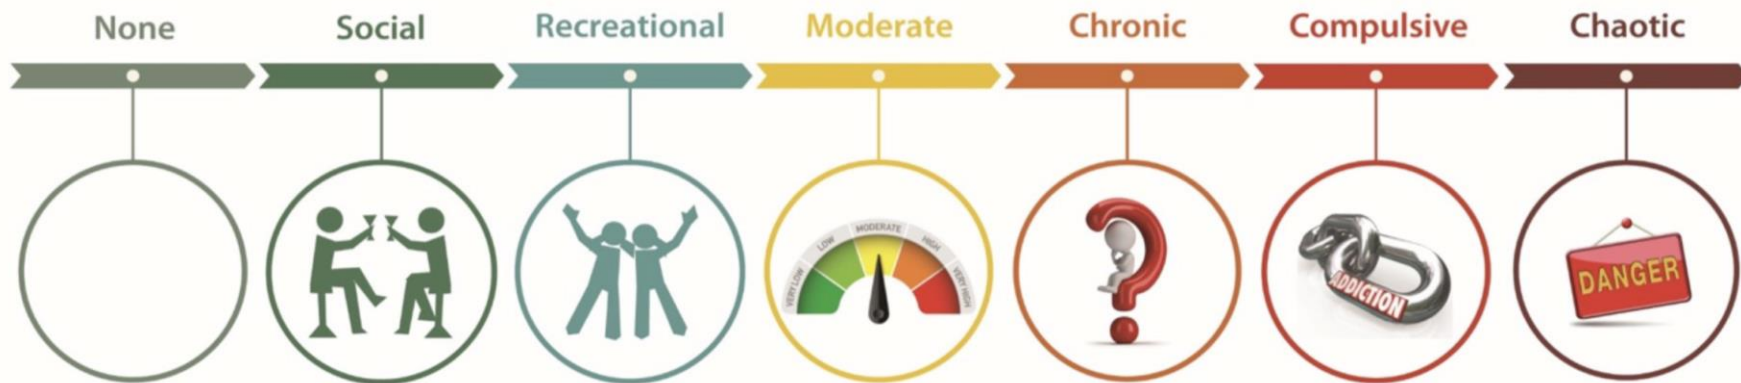 None
Social
Recreational
Moderate
Chronic
Compulsive
Chaotic
VERY LOW
LOW
MODERATE
HIGH
VERY HIGH
ADDICTION
DANGER